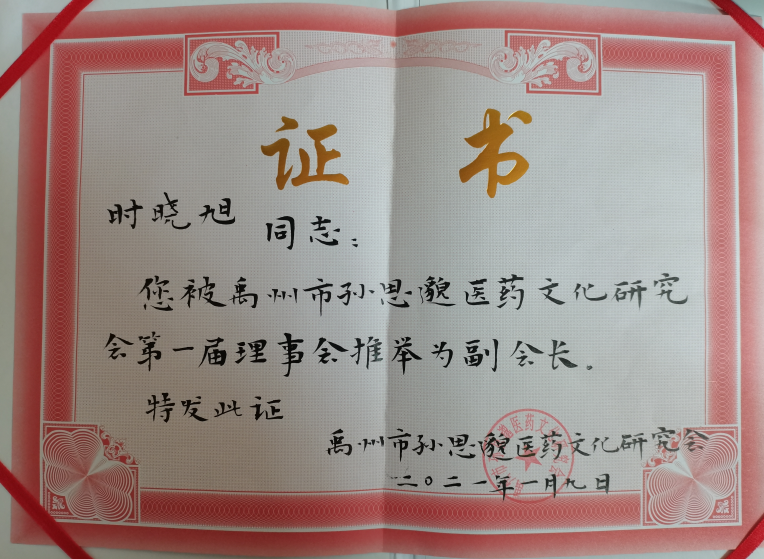 证书
时晓旭 同志：
您被禹州市孙思邈医药文化研究
会第一届理事会推举为副会长。
特发此证
禹州市孙思邈医药文化研究会
二〇二一年一月九日